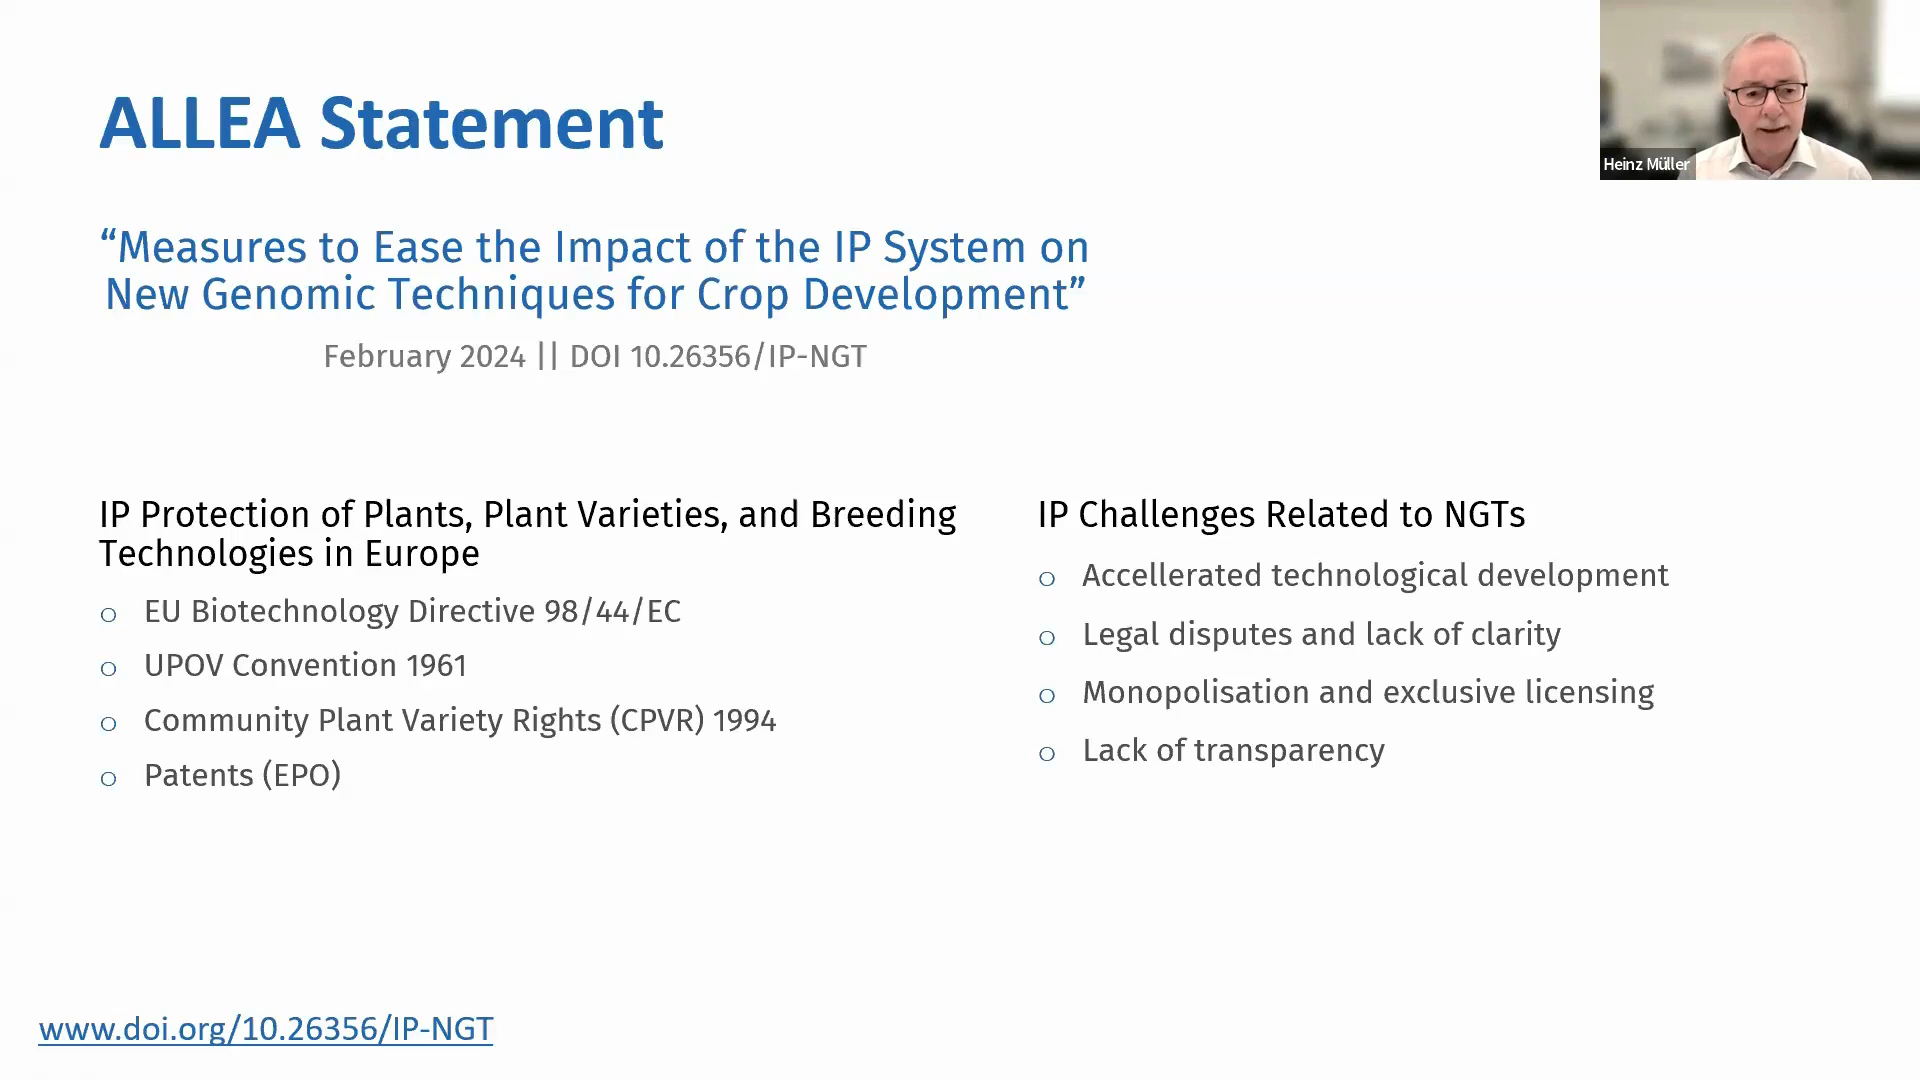 ALLEA Statement
Heinz Müller
“Measures to Ease the Impact of the IP System on
New Genomic Techniques for Crop Development”
February 2024 || DOI 10.26356/IP-NGT
IP Protection of Plants, Plant Varieties, and Breeding
Technologies in Europe
o EU Biotechnology Directive 98/44/EC
o UPOV Convention 1961
o Community Plant Variety Rights (CPVR) 1994
o Patents (EPO)
IP Challenges Related to NGTs
o Accellerated technological development
o Legal disputes and lack of clarity
o Monopolisation and exclusive licensing
o Lack of transparency
www.doi.org/10.26356/IP-NGT